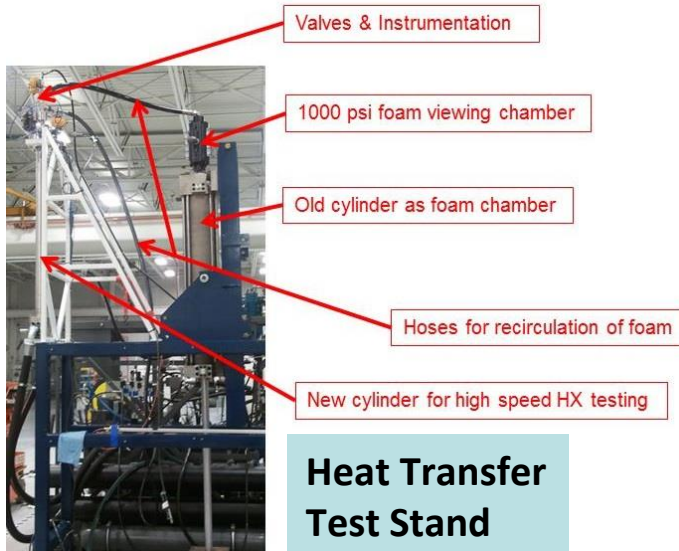 Valves & Instrumentation
1000 psi foam viewing chamber
Old cylinder as foam chamber
Hoses for recirculation of foam
New cylinder for high speed HX testing
Heat Transfer
Test Stand